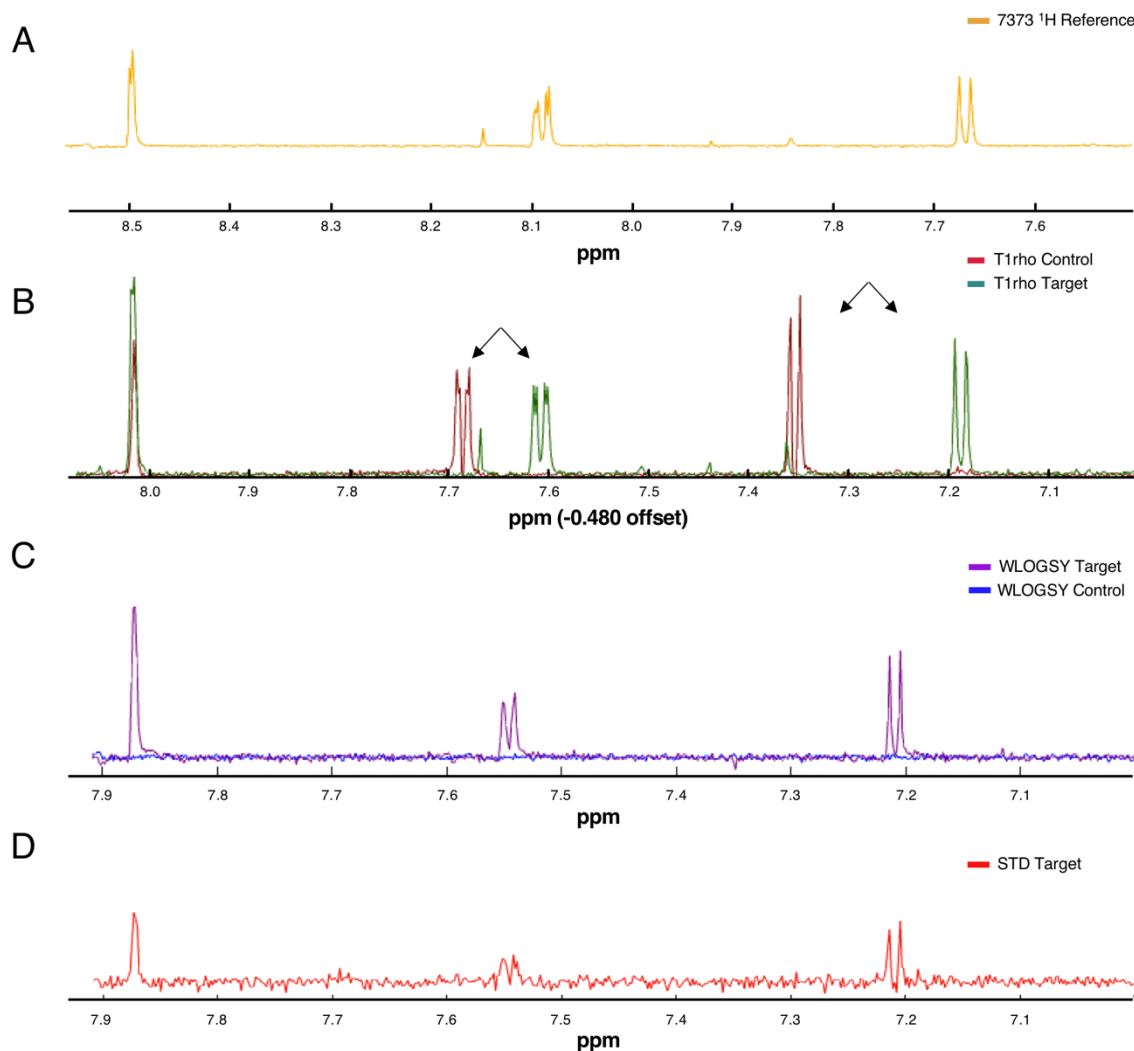 A
7373 ¹H Reference
8.5 8.4 8.3 8.2 8.1 8.0 7.9 7.8 7.7 7.6
ppm
B
T1rho Control
T1rho Target
8.0 7.9 7.8 7.7 7.6 7.5 7.4 7.3 7.2 7.1
ppm (-0.480 offset)
C
WLOGSY Target
WLOGSY Control
7.9 7.8 7.7 7.6 7.5 7.4 7.3 7.2 7.1
ppm
D
STD Target
7.9 7.8 7.7 7.6 7.5 7.4 7.3 7.2 7.1
ppm